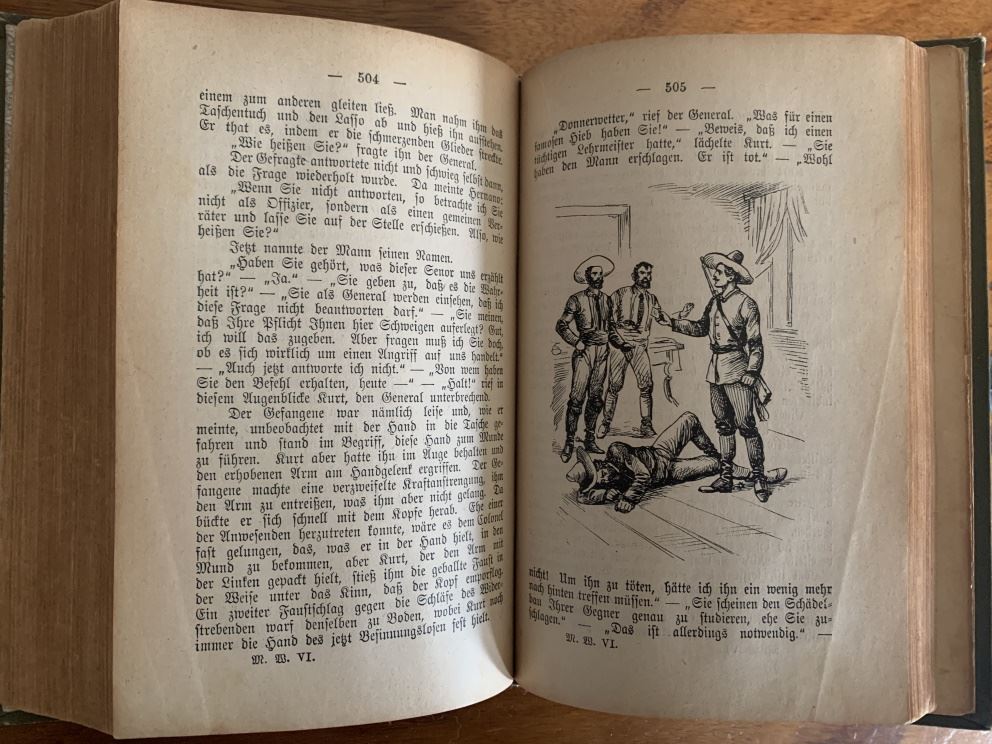 — 504 —
einem zum anderen gleiten ließ. Man nahm ihm das
Taschentuch und den Lasso ab und hieß ihn aufstehen.
Er that es, indem er die schmerzenden Glieder streckte.
„Wie heißen Sie?“ fragte ihn der General.
Der Gefragte antwortete nicht und schwieg selbst dann,
als die Frage wiederholt wurde. Da meinte Hernano:
„Wenn Sie nicht antworten, so betrachte ich Sie
nicht als Offizier, sondern als einen gemeinen Ver-
räter und lasse Sie auf der Stelle erschießen. Also, wie
heißen Sie?“
Jetzt nannte der Mann seinen Namen.
„Haben Sie gehört, was dieser Senor uns erzählt
hat?“ — „Ja.“ — „Sie geben zu, daß es die Wahr-
heit ist?“ — „Sie als General werden einsehen, daß ich
diese Frage nicht beantworten darf.“ — „Sie meinen,
daß Ihre Pflicht Ihnen hier Schweigen auferlegt? Gut,
ich will das zugeben. Aber fragen muß ich Sie doch,
ob es sich wirklich um einen Angriff auf uns handelt.“
— „Auch jetzt antworte ich nicht.“ — „Von wem haben
Sie den Befehl erhalten, heute —“ — „Halt!“ rief in
diesem Augenblicke Kurt, den General unterbrechend.
Der Gefangene war nämlich leise und, wie er
meinte, unbeobachtet mit der Hand in die Tasche ge-
fahren und stand im Begriff, diese Hand zum Munde
zu führen. Kurt aber hatte ihn im Auge behalten und
den erhobenen Arm am Handgelenk ergriffen. Der Ge-
fangene machte eine verzweifelte Kraftanstrengung, ihm
den Arm zu entreißen, was ihm aber nicht gelang. Da
bückte er sich schnell mit dem Kopfe herab. Ehe einer
der Anwesenden herzutreten konnte, wäre es dem Colonel
fast gelungen, das, was er in der Hand hielt, in den
Mund zu bekommen, aber Kurt, der den Arm mit
der Linken gepackt hielt, stieß ihm die geballte Faust in
der Weise unter das Kinn, daß der Kopf emporflog.
Ein zweiter Faustschlag gegen die Schläfe des Wider-
strebenden warf denselben zu Boden, wobei Kurt noch
immer die Hand des jetzt Besinnungslosen fest hielt.
M. W. VI.
— 505 —
„Donnerwetter,“ rief der General. „Was für einen
famosen Hieb haben Sie!“ — „Beweis, daß ich einen
tüchtigen Lehrmeister hatte,“ lächelte Kurt. — „Sie
haben den Mann erschlagen. Er ist tot.“ — „Wohl
nicht! Um ihn zu töten, hätte ich ihn ein wenig mehr
nach hinten treffen müssen.“ — „Sie scheinen den Schädel-
bau Ihrer Gegner genau zu studieren, ehe Sie zu-
schlagen.“ — „Das ist allerdings notwendig.“ —
M. W. VI.